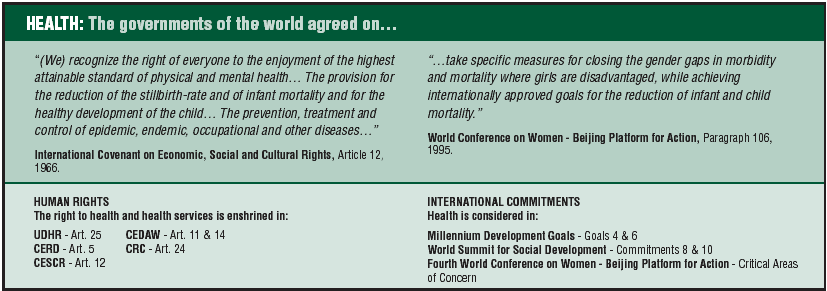 HEALTH: The governments of the world agreed on…
“(We) recognize the right of everyone to the enjoyment of the highest
attainable standard of physical and mental health… The provision for
the reduction of the stillbirth-rate and of infant mortality and for the
healthy development of the child… The prevention, treatment and
control of epidemic, endemic, occupational and other diseases…”
International Covenant on Economic, Social and Cultural Rights, Article 12,
1966.
“…take specific measures for closing the gender gaps in morbidity
and mortality where girls are disadvantaged, while achieving
internationally approved goals for the reduction of infant and child
mortality.”
World Conference on Women - Beijing Platform for Action, Paragraph 106,
1995.
HUMAN RIGHTS
The right to health and health services is enshrined in:
UDHR - Art. 25
CERD - Art. 5
CESCR - Art. 12
CEDAW - Art. 11 & 14
CRC - Art. 24
INTERNATIONAL COMMITMENTS
Health is considered in:
Millennium Development Goals - Goals 4 & 6
World Summit for Social Development - Commitments 8 & 10
Fourth World Conference on Women - Beijing Platform for Action - Critical Areas
of Concern